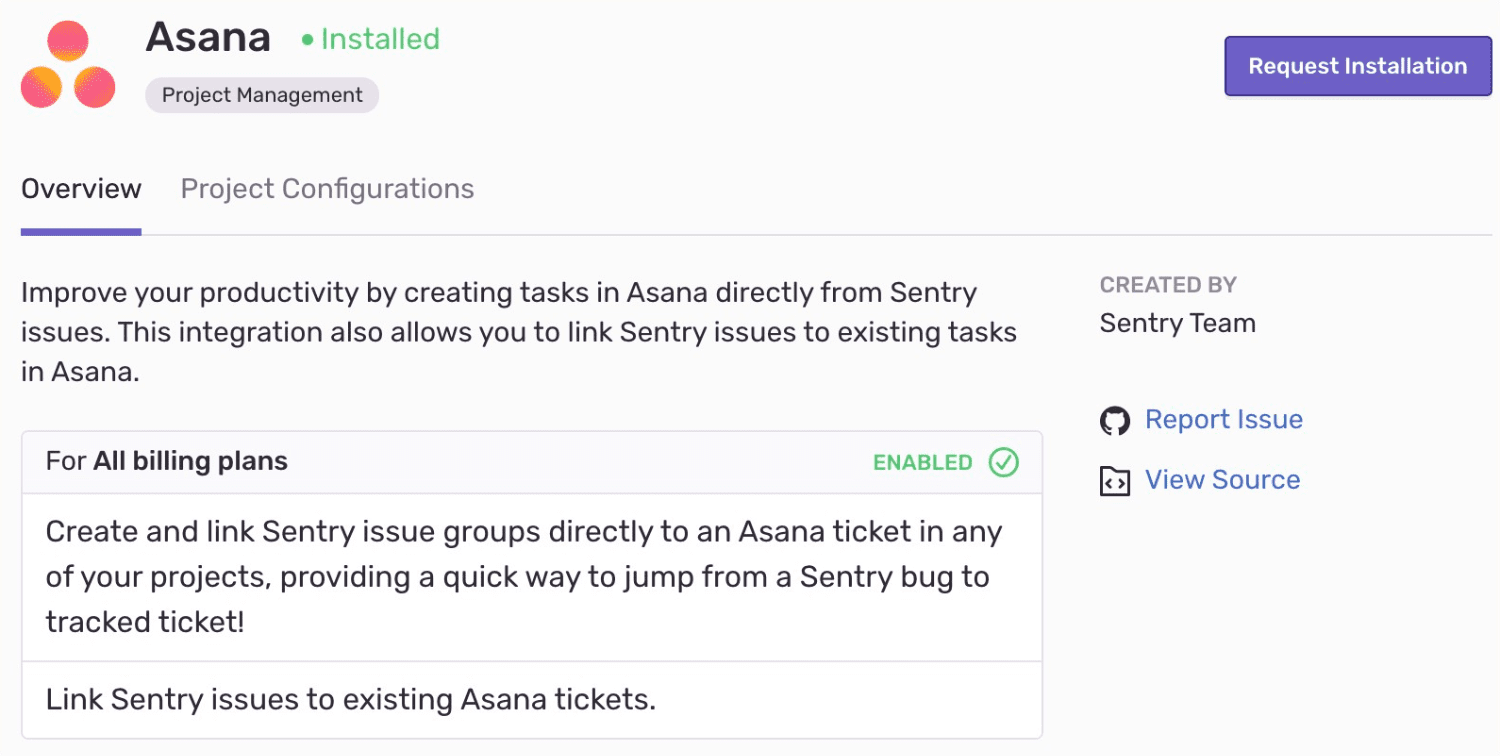 Asana
Installed
Request Installation
Project Management
Overview
Project Configurations
Improve your productivity by creating tasks in Asana directly from Sentry
issues. This integration also allows you to link Sentry issues to existing tasks
in Asana.
For All billing plans
ENABLED
Create and link Sentry issue groups directly to an Asana ticket in any
of your projects, providing a quick way to jump from a Sentry bug to
tracked ticket!
Link Sentry issues to existing Asana tickets.
CREATED BY
Sentry Team
Report Issue
View Source